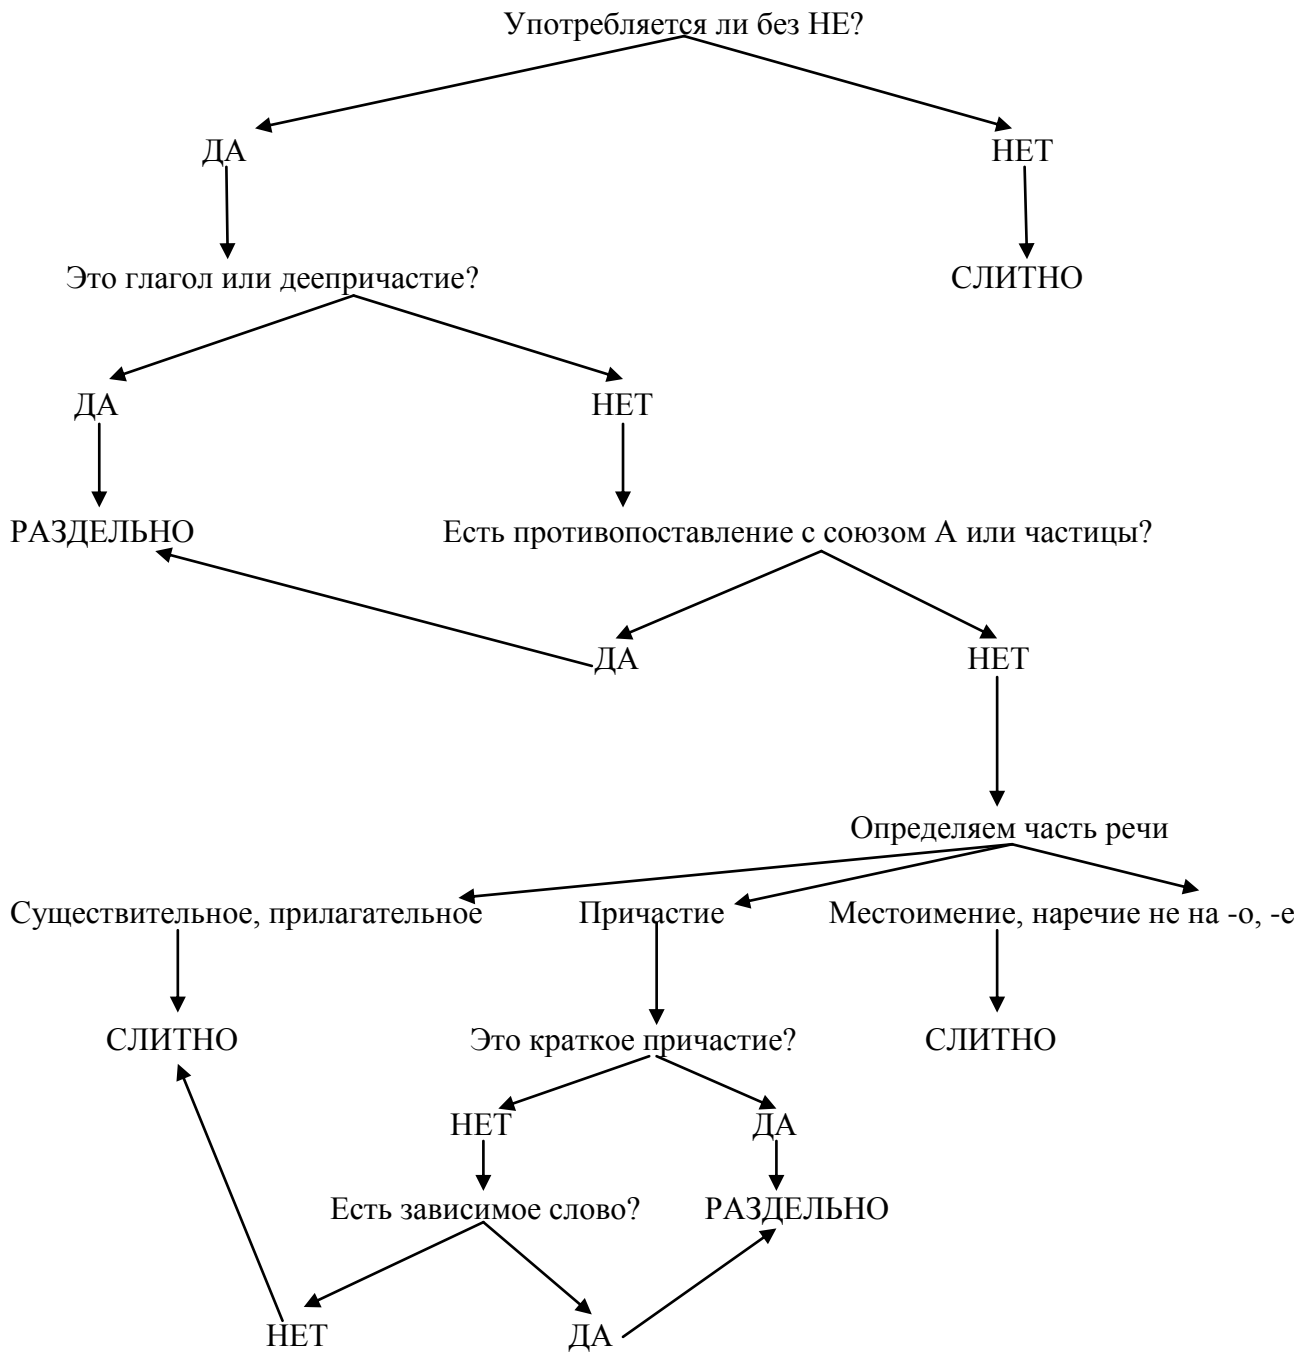 Употребляется ли без НЕ?
ДА НЕТ
Это глагол или деепричастие? СЛИТНО
ДА НЕТ
РАЗДЕЛЬНО Есть противопоставление с союзом А или частицы?
ДА НЕТ
Определяем часть речи
Существительное, прилагательное Причастие Местоимение, наречие не на -о, -е
СЛИТНО Это краткое причастие? СЛИТНО
НЕТ ДА
Есть зависимое слово? РАЗДЕЛЬНО
НЕТ ДА